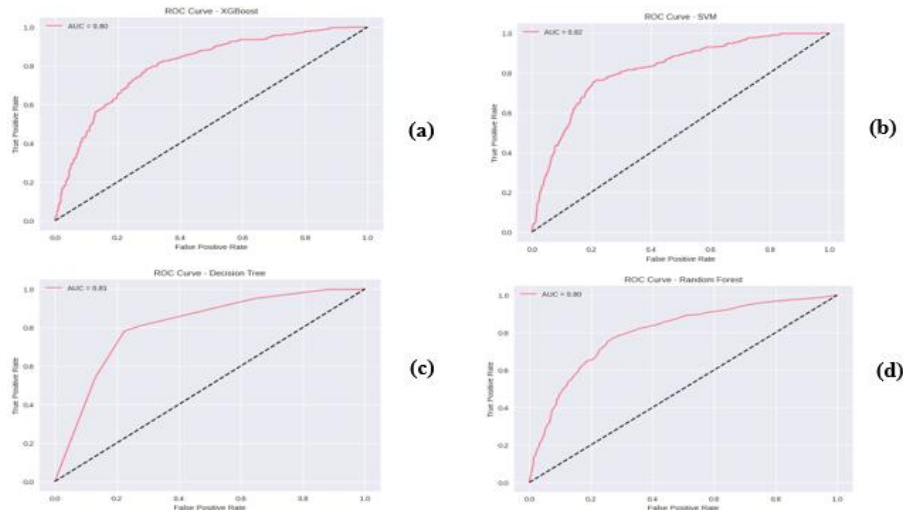 ROC Curve - XGBoost
AUC = 0.80
1.0
0.8
0.6
0.4
0.2
0.0
True Positive Rate
0.0 0.2 0.4 0.6 0.8 1.0
False Positive Rate
(a)
ROC Curve - SVM
AUC = 0.82
1.0
0.8
0.6
0.4
0.2
0.0
True Positive Rate
0.0 0.2 0.4 0.6 0.8 1.0
False Positive Rate
(b)
ROC Curve - Decision Tree
AUC = 0.81
1.0
0.8
0.6
0.4
0.2
0.0
True Positive Rate
0.0 0.2 0.4 0.6 0.8 1.0
False Positive Rate
(c)
ROC Curve - Random Forest
AUC = 0.80
1.0
0.8
0.6
0.4
0.2
0.0
True Positive Rate
0.0 0.2 0.4 0.6 0.8 1.0
False Positive Rate
(d)